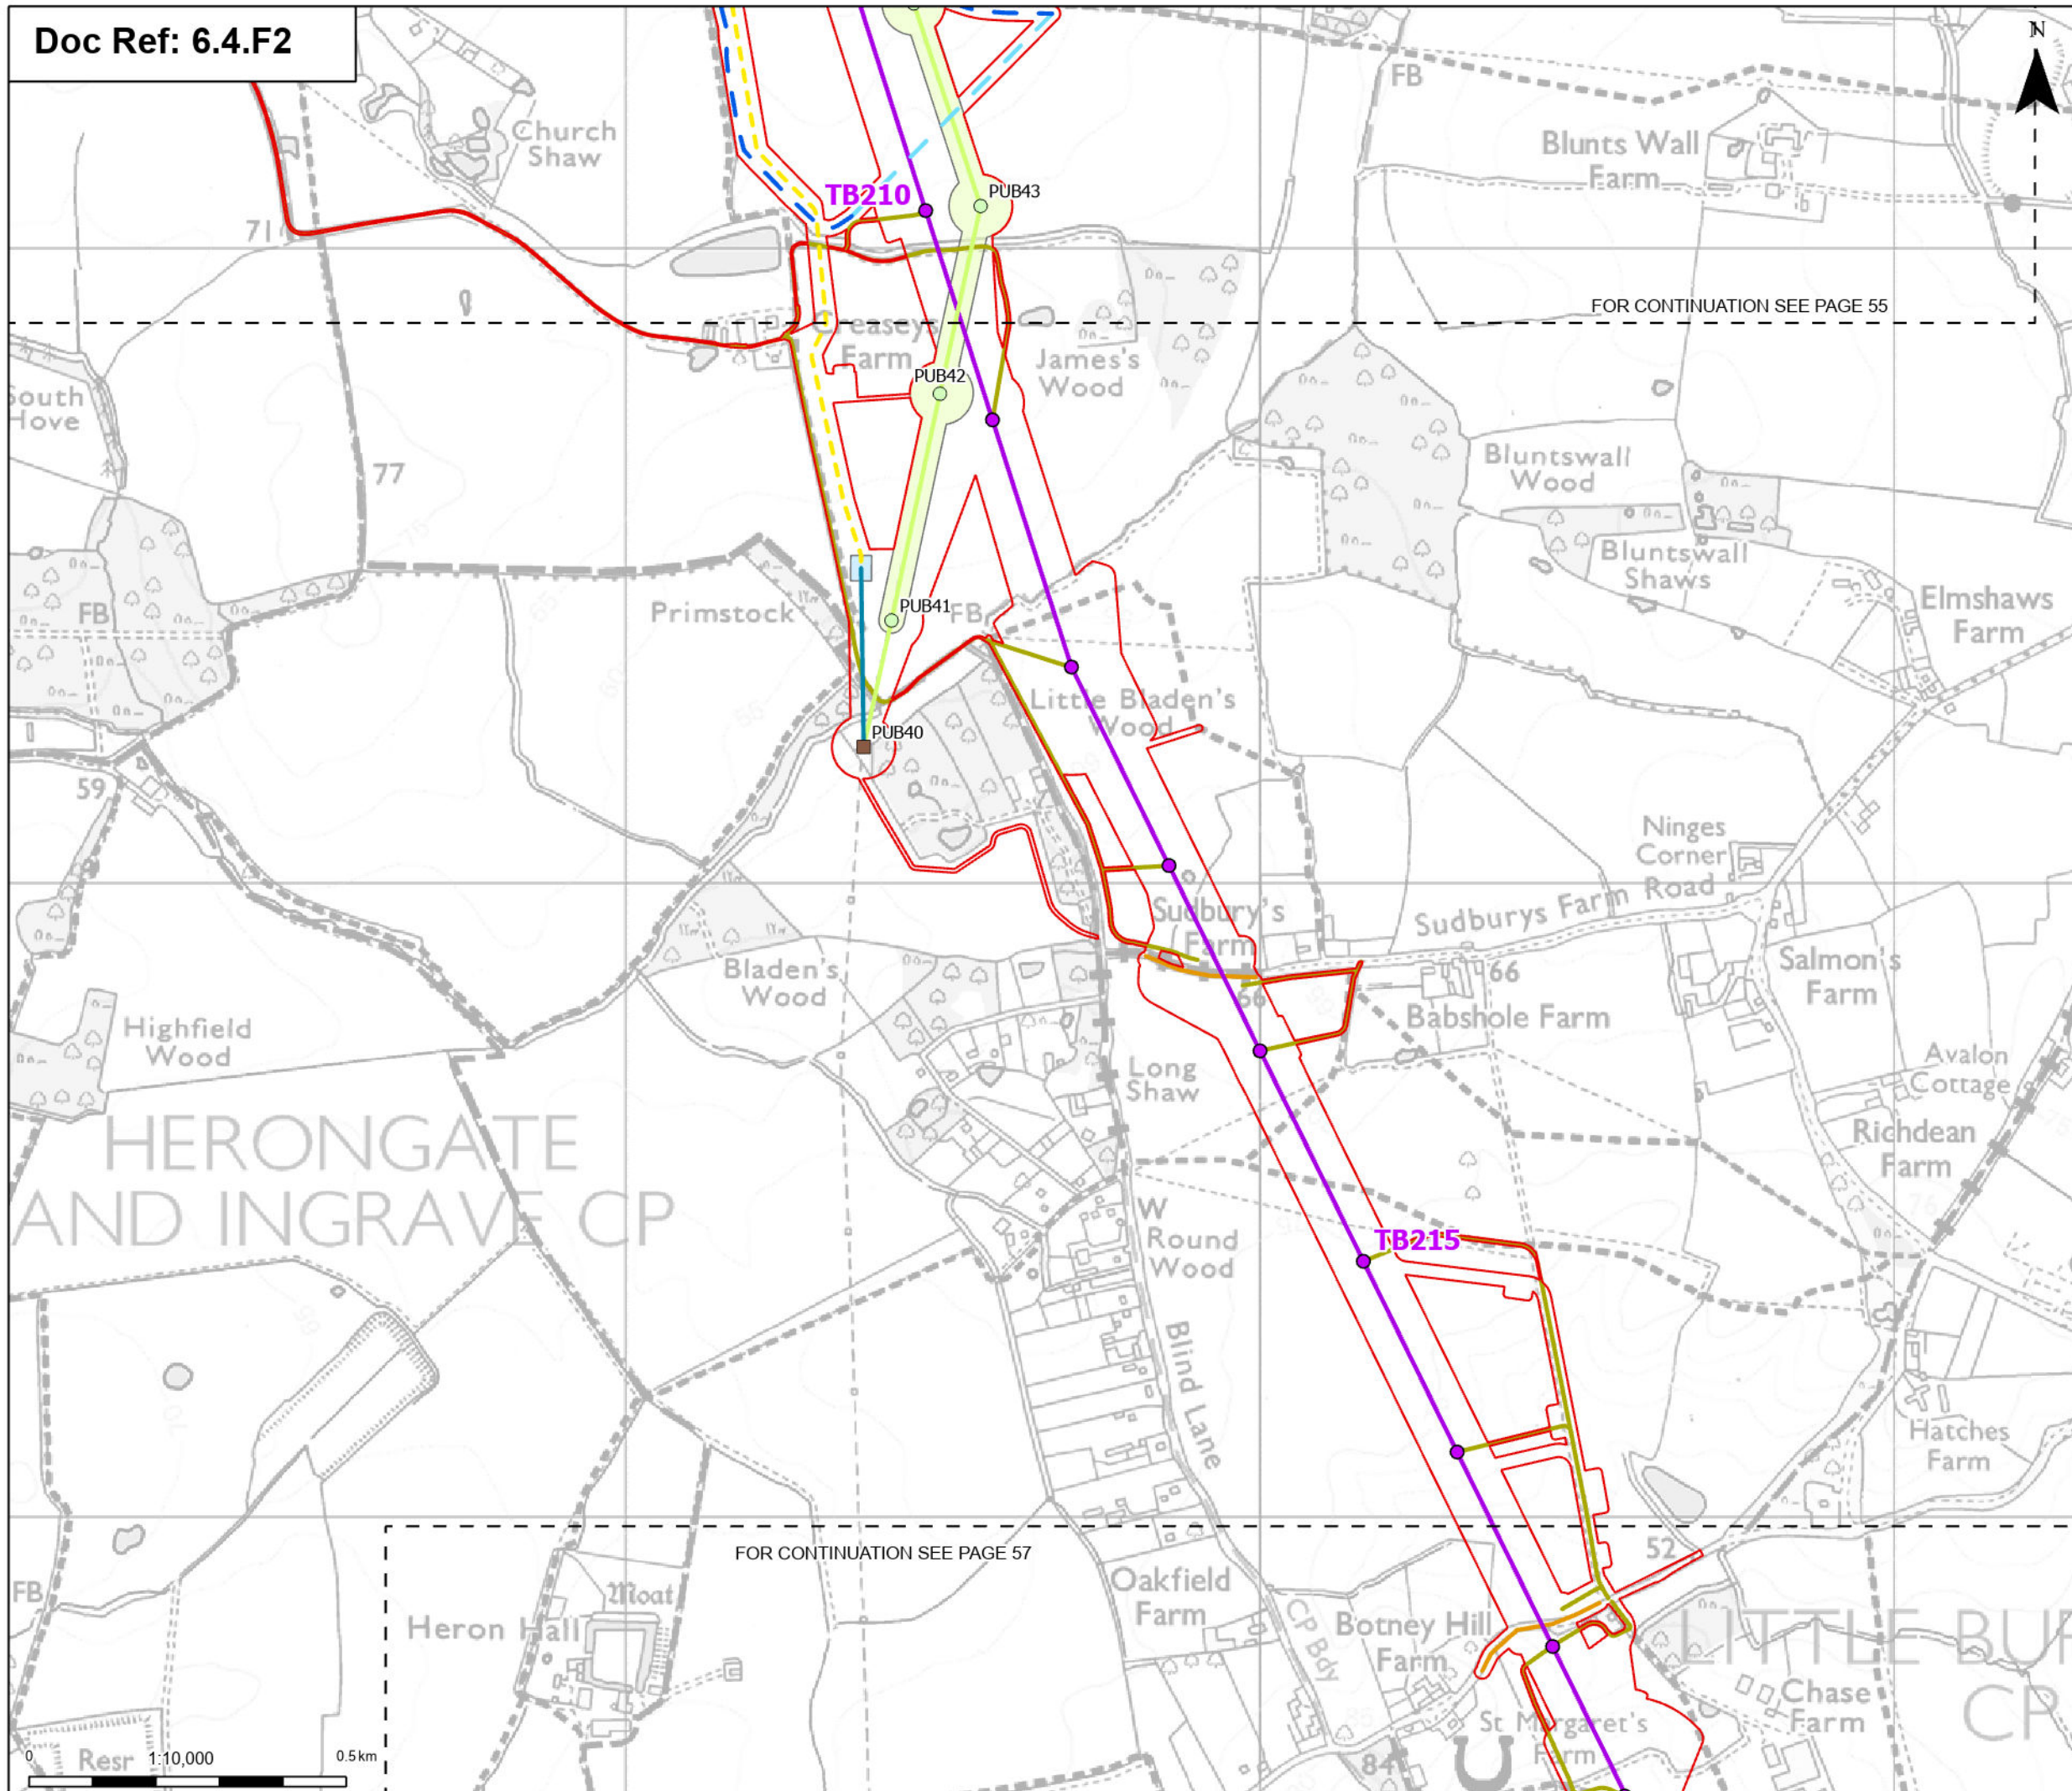 Doc Ref: 6.4.F2
N
FB
Church
Shaw
Blunts Wall
Farm
TB210
PUB43
71
FOR CONTINUATION SEE PAGE 55
Creaseys
Farm
James's
Wood
PUB42
South
Hove
77
Bluntswall
Wood
Bluntswall
Shaws
Elmshaws
Farm
FB
Primstock
PUB41
FB
Little Bladen's
Wood
PUB40
59
Ninges
Corner
Sudburys Farm Road
Sudbury's
Farm
Bladen's
Wood
66
66
Salmon's
Farm
Babshole Farm
Highfield
Wood
Long
Shaw
Avalon
Cottage
HERONGATE
AND INGRAVE CP
Richdean
Farm
W
Round
Wood
TB215
Blind Lane
Hatches
Farm
52
FOR CONTINUATION SEE PAGE 57
FB
Moat
Heron Hall
Oakfield
Farm
CP Bdy
Botney Hill
Farm
LITTLE BUR
CP
Chase
Farm
St Margaret's
Farm
84
Resr
0
1:10,000
0.5 km